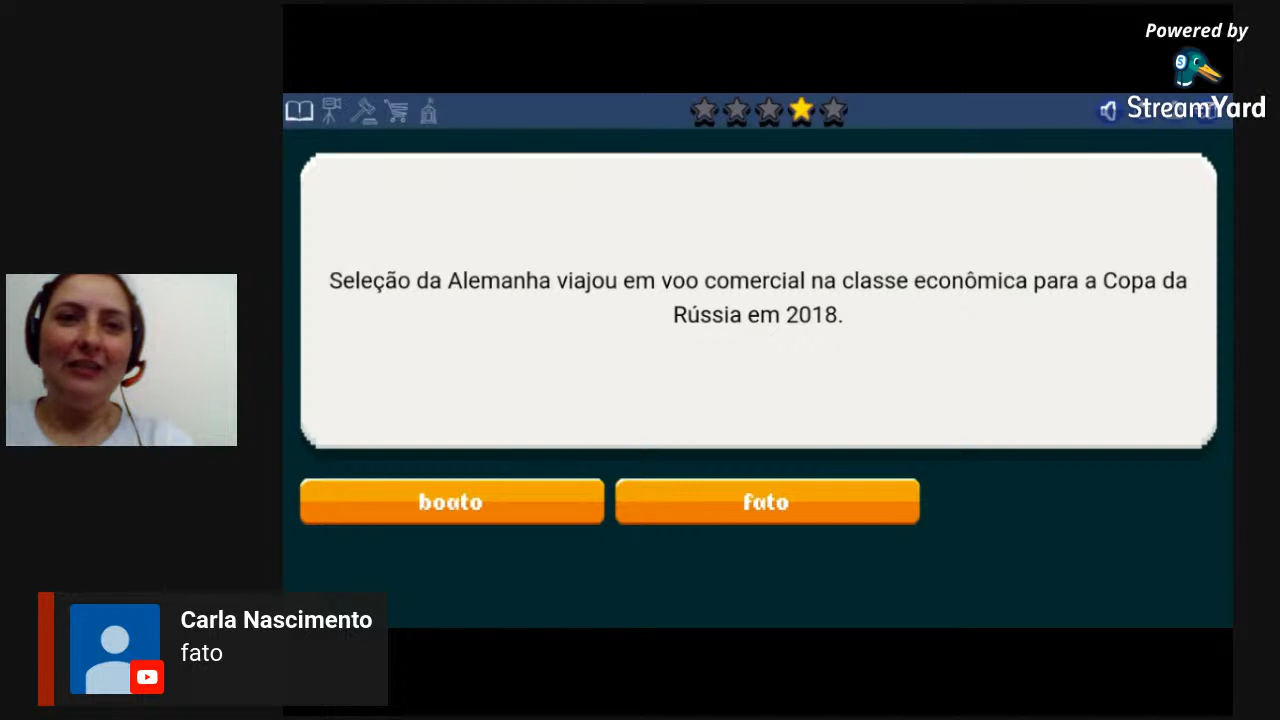 Powered by
StreamYard
Seleção da Alemanha viajou em voo comercial na classe econômica para a Copa da
Rússia em 2018.
boato
fato
Carla Nascimento
fato